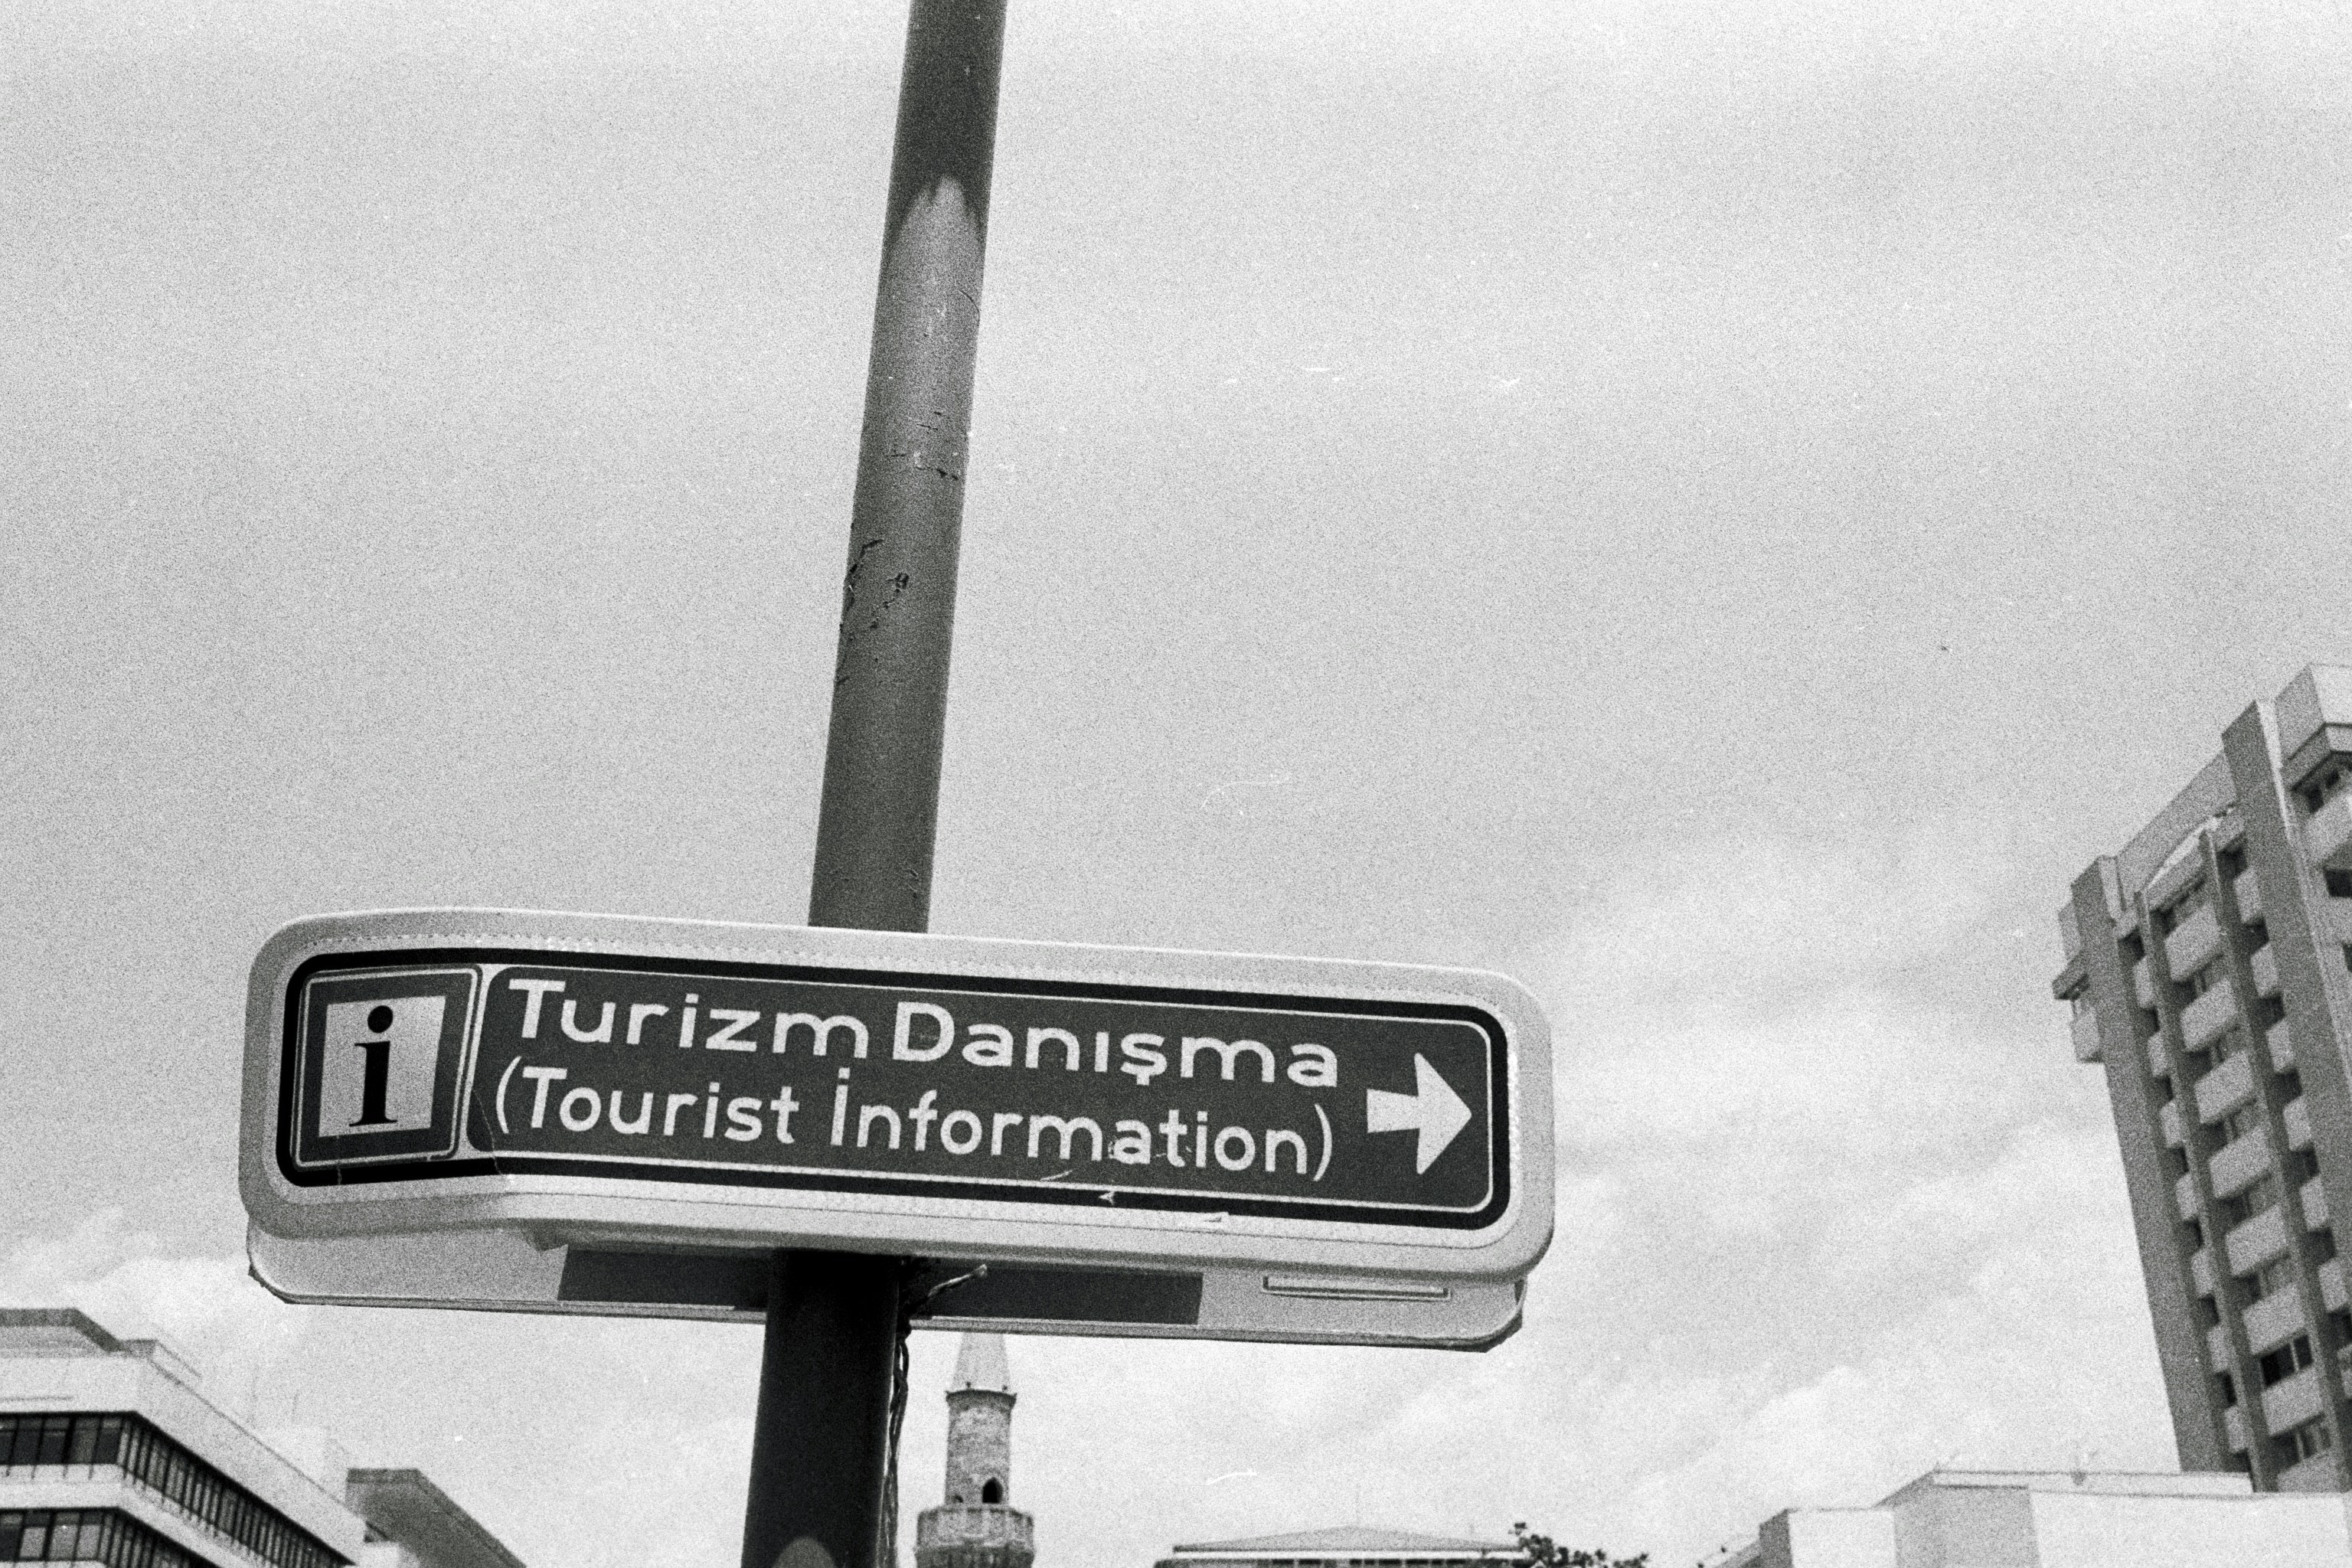 i
Turizm Danışma
(Tourist İnformation)